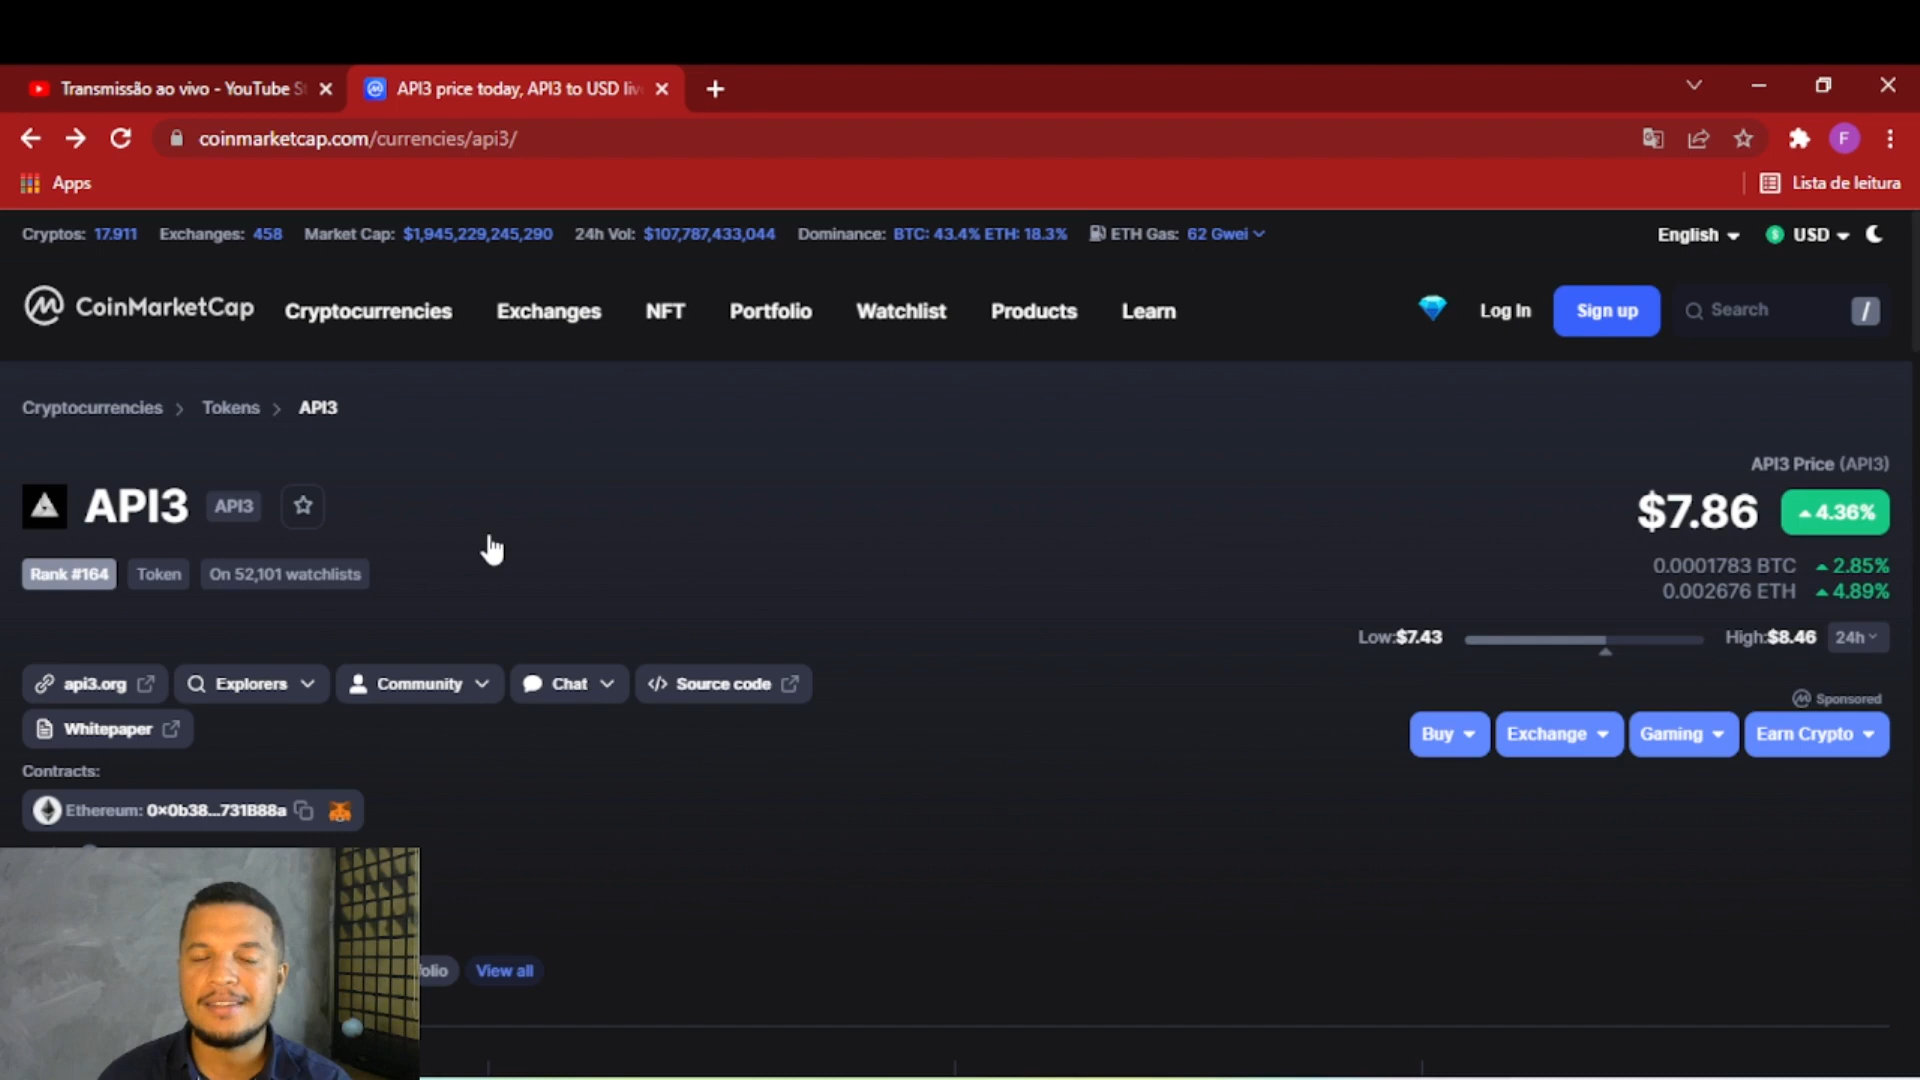 Transmissão ao vivo - YouTube S
API3 price today, API3 to USD liv
coinmarketcap.com/currencies/api3/
F
Apps
Lista de leitura
Cryptos: 17.911 Exchanges: 458 Market Cap: $1,945,229,245,290 24h Vol: $107,787,433,044 Dominance: BTC: 43.4% ETH: 18.3% ETH Gas: 62 Gwei
English USD
CoinMarketCap Cryptocurrencies Exchanges NFT Portfolio Watchlist Products Learn
Log In Sign up Search /
Cryptocurrencies > Tokens > API3
API3 Price (API3)
API3 API3
$7.86 4.36%
Rank #164 Token On 52,101 watchlists
0.0001783 BTC 2.85%
0.002676 ETH 4.89%
Low:$7.43 High:$8.46 24h
api3.org Explorers Community Chat </> Source code
Sponsored
Whitepaper
Buy Exchange Gaming Earn Crypto
Contracts:
Ethereum: 0x0b38...731B88a
folio View all